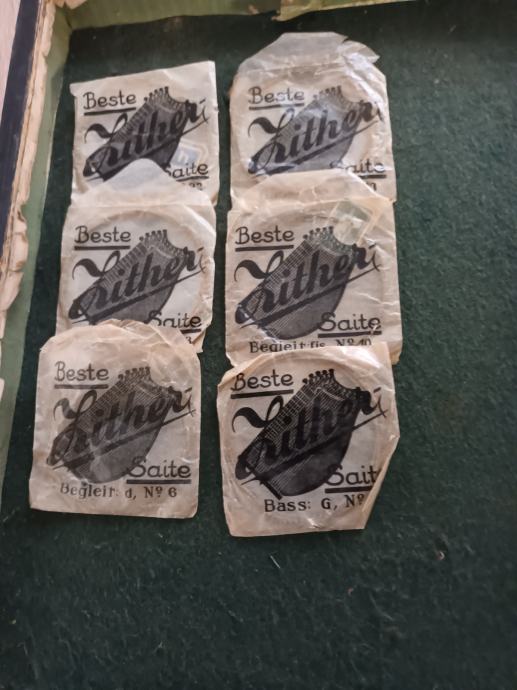 Beste
Zither-
Saite
Beste
Zither-
Saite
Beste
Zither-
Saite
Beste
Zither-
Saite
Begleit: fis, Nº 10
Beste
Zither-
Saite
Begleit: d, Nº 6
Beste
Zither-
Sait
Bass: G, Nº